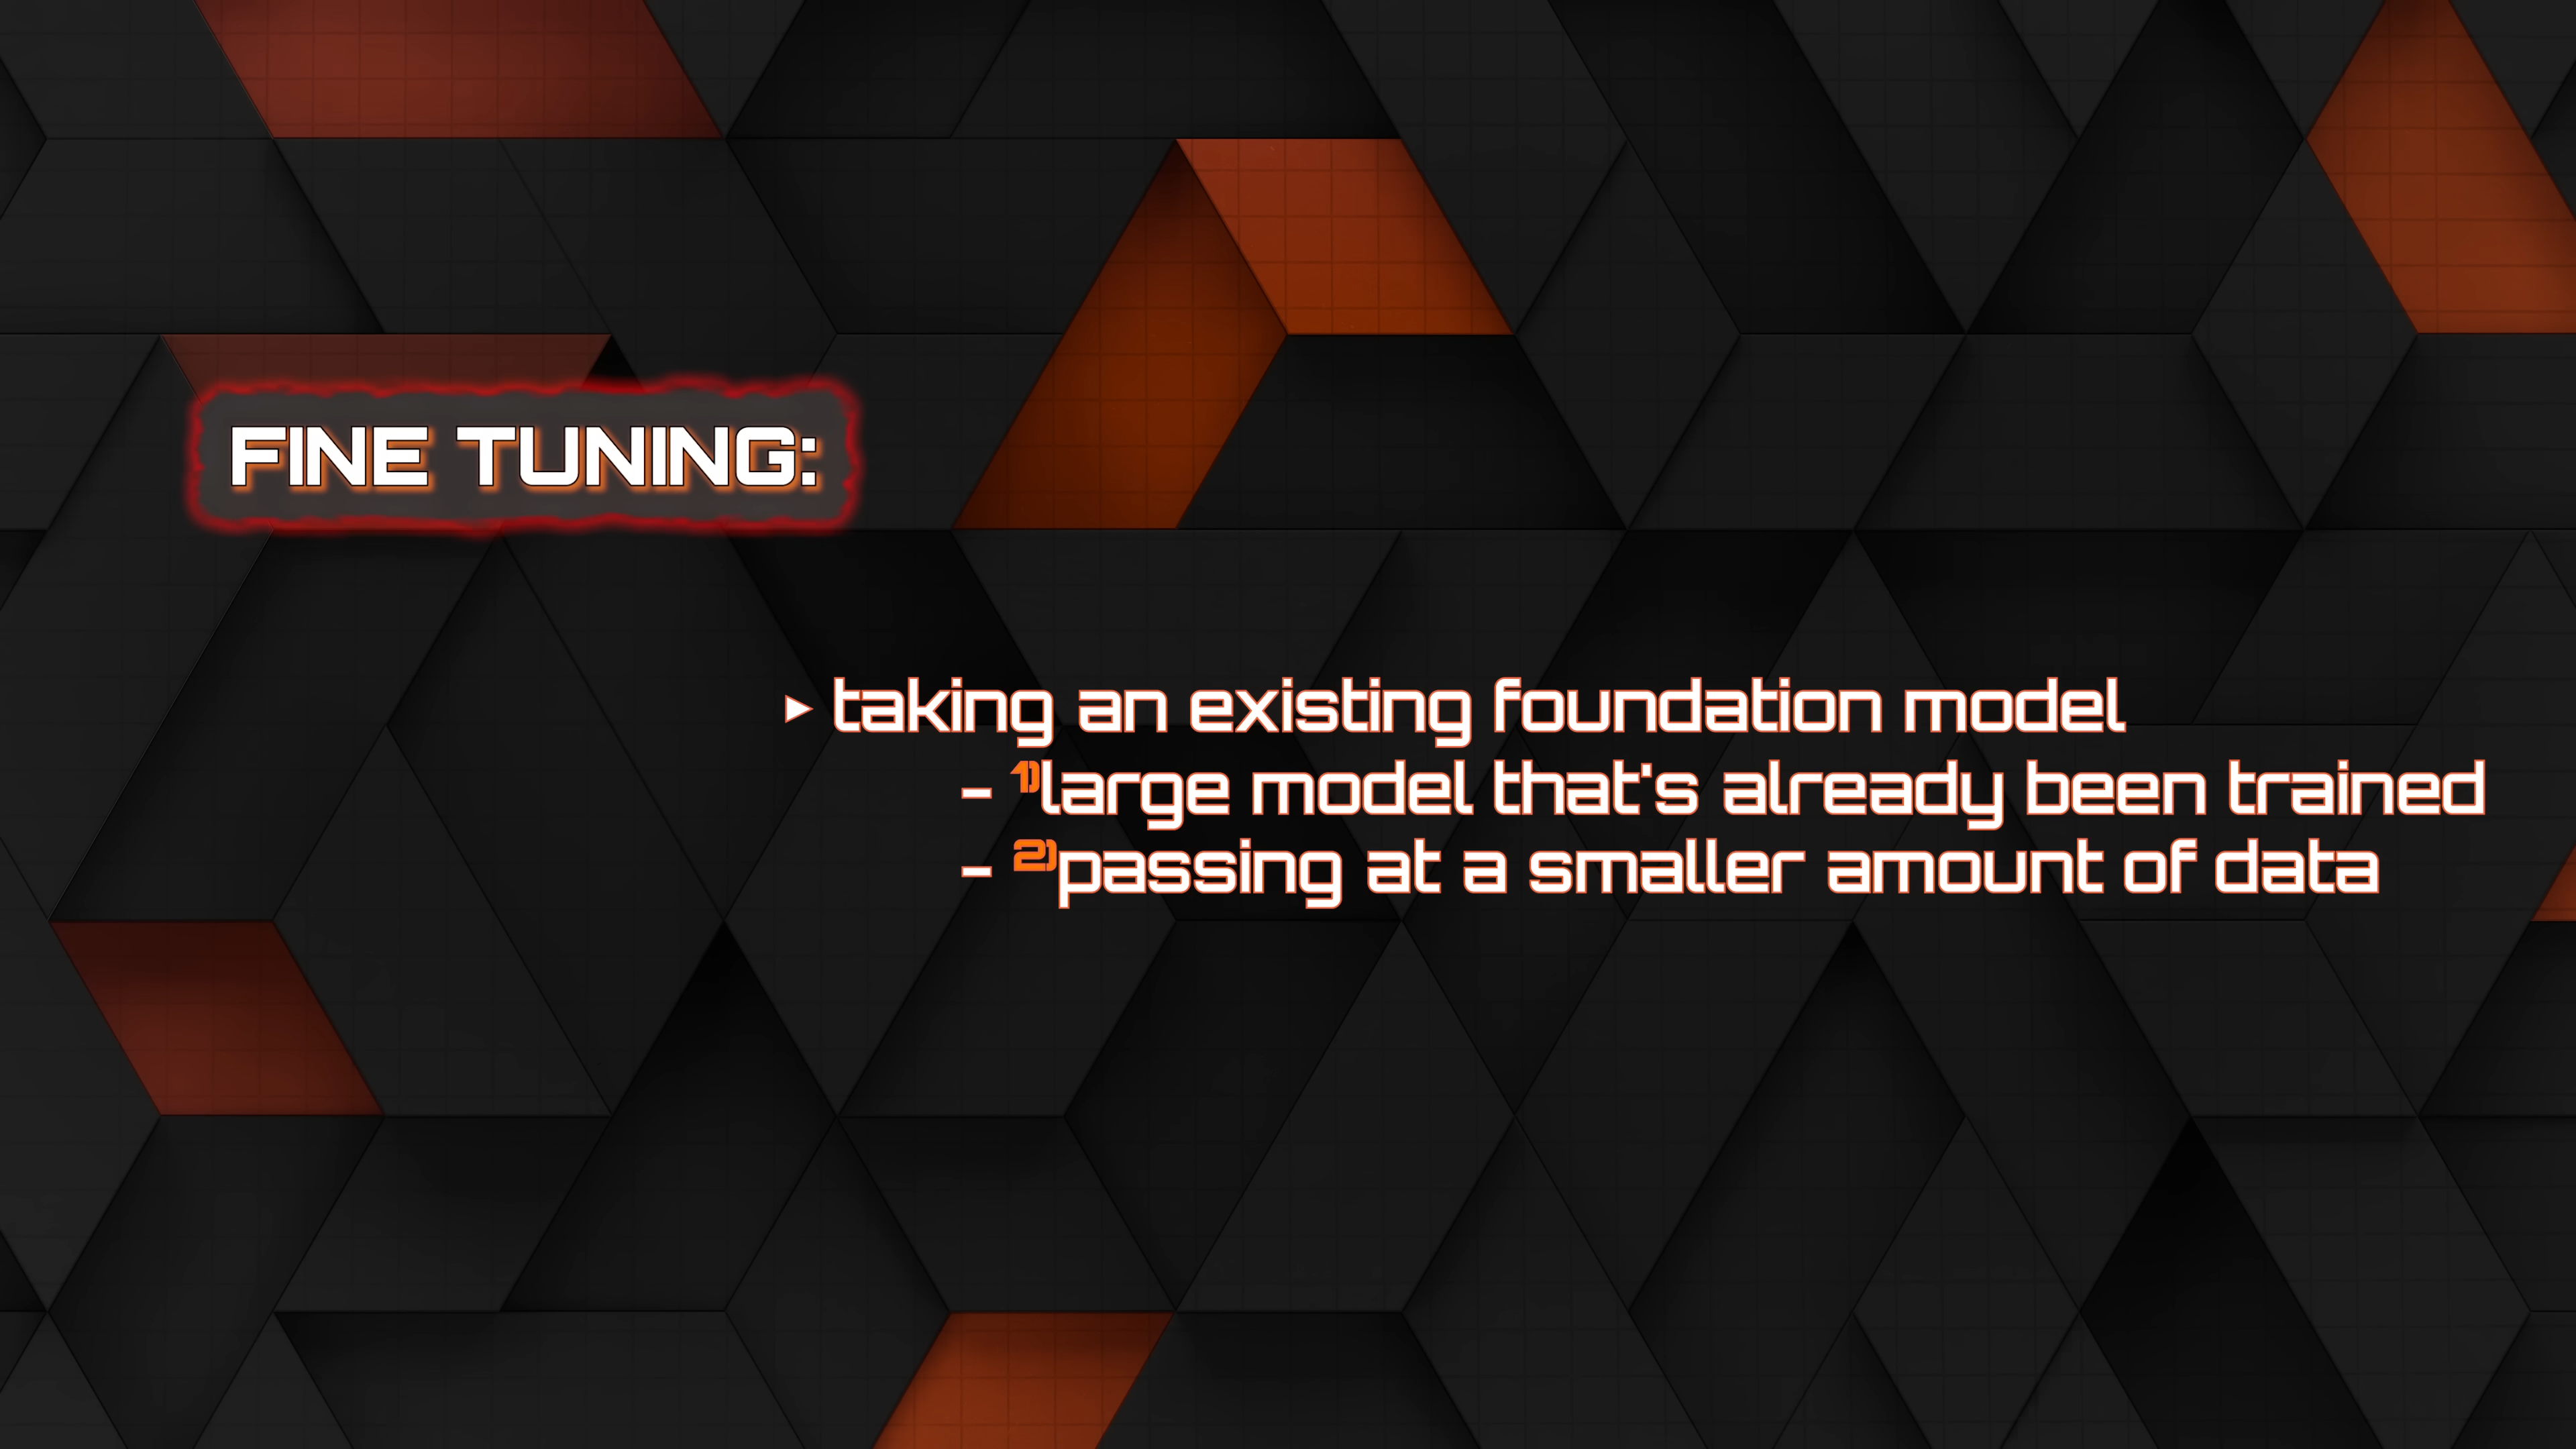 FINE TUNING:
▸ taking an existing foundation model
- 1)large model that's already been trained
- 2)passing at a smaller amount of data